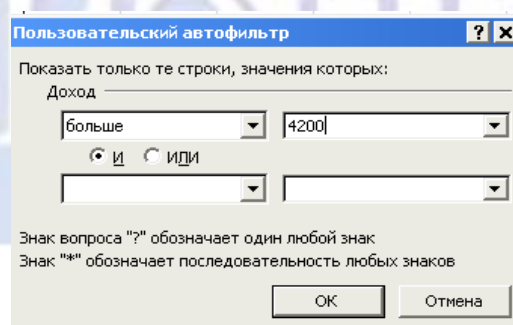 Пользовательский автофильтр
Показать только те строки, значения которых:
Доход
больше 4200
И ИЛИ
Знак вопроса "?" обозначает один любой знак
Знак "*" обозначает последовательность любых знаков
ОК Отмена